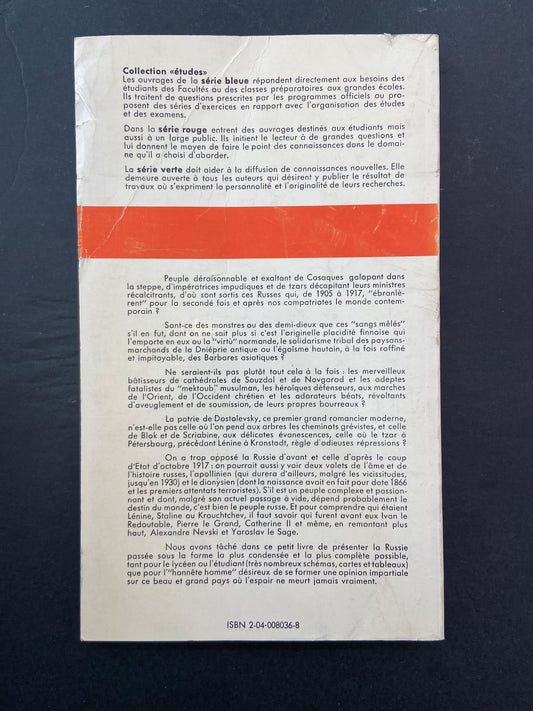 Collection «études»
Les ouvrages de la série bleue répondent directement aux besoins des
étudiants des Facultés ou des classes préparatoires aux grandes écoles.
Ils traitent de questions prescrites par les programmes officiels ou pro-
posent des séries d'exercices en rapport avec l'organisation des études
et des examens.
Dans la série rouge entrent des ouvrages destinés aux étudiants mais
aussi à un large public. Ils initient le lecteur à de grandes questions et
lui donnent le moyen de faire le point des connaissances dans le domai-
ne qu'il a choisi d'aborder.
La série verte doit aider à la diffusion de connaissances nouvelles. Elle
demeure ouverte à tous les auteurs qui désirent y publier le résultat de
travaux où s'expriment la personnalité et l'originalité de leurs recherches.
Peuple déraisonnable et exaltant de Cosaques galopant dans
la steppe, d'impératrices impudiques et de tzars décapitant leurs ministres
récalcitrants, d'où sont sortis ces Russes qui, de 1905 à 1917, "ébranlè-
rent" pour la seconde fois et après nos compatriotes le monde contem-
porain ?
Sont-ce des monstres ou des demi-dieux que ces "sangs mêlés"
s'il en fut, dont on ne sait plus si c'est l'originelle placidité finnoise qui
l'emporte en eux ou la "virtù" normande, le solidarisme tribal des paysans-
marchands de la Dniéprie antique ou l'égoïsme hautain, à la fois raffiné
et impitoyable, des Barbares asiatiques ?
Ne seraient-ils pas plutôt tout cela à la fois : les merveilleux
bâtisseurs de cathédrales de Souzdal et de Novgorod et les adeptes
fatalistes du "mektoub" musulman, les héroïques défenseurs, aux marches
de l'Orient, de l'Occident chrétien et les adorateurs béats, révoltants
d'aveuglement et de soumission, de leurs propres bourreaux ?
La patrie de Dostoïevsky, ce premier grand romancier moderne,
n'est-elle pas celle où l'on pend aux arbres les cheminots grévistes, et celle
de Blok et de Scriabine, aux délicates évanescences, celle où le tzar à
Pétersbourg, précédant Lénine à Kronstadt, règle d'odieuses répressions ?
On a trop opposé la Russie d'avant et celle d'après le coup
d'Etat d'octobre 1917 : on pourrait aussi y voir deux volets de l'âme et de
l'histoire russes, l'apollinien (qui durera d'ailleurs, malgré les vicissitudes,
jusqu'en 1930) et le dionysien (dont la naissance avait en fait pour date 1866
et les premiers attentats terroristes). S'il est un peuple complexe et passion-
nant et dont, malgré son actuel passage à vide, dépend probablement le
destin du monde, c'est bien le peuple russe. Et pour comprendre qui étaient
Lénine, Staline ou Krouchtchev, il faut savoir qui furent avant eux Ivan le
Redoutable, Pierre le Grand, Catherine II et même, en remontant plus
haut, Alexandre Nevski et Yaroslav le Sage.
Nous avons tâché dans ce petit livre de présenter la Russie
passée sous la forme la plus condensée et la plus complète possible,
tant pour le lycéen ou l'étudiant (très nombreux schémas, cartes et tableaux)
que pour l'"honnête homme" désireux de se former une opinion impartiale
sur ce beau et grand pays où l'espoir ne meurt jamais vraiment.
ISBN 2-04-008036-8